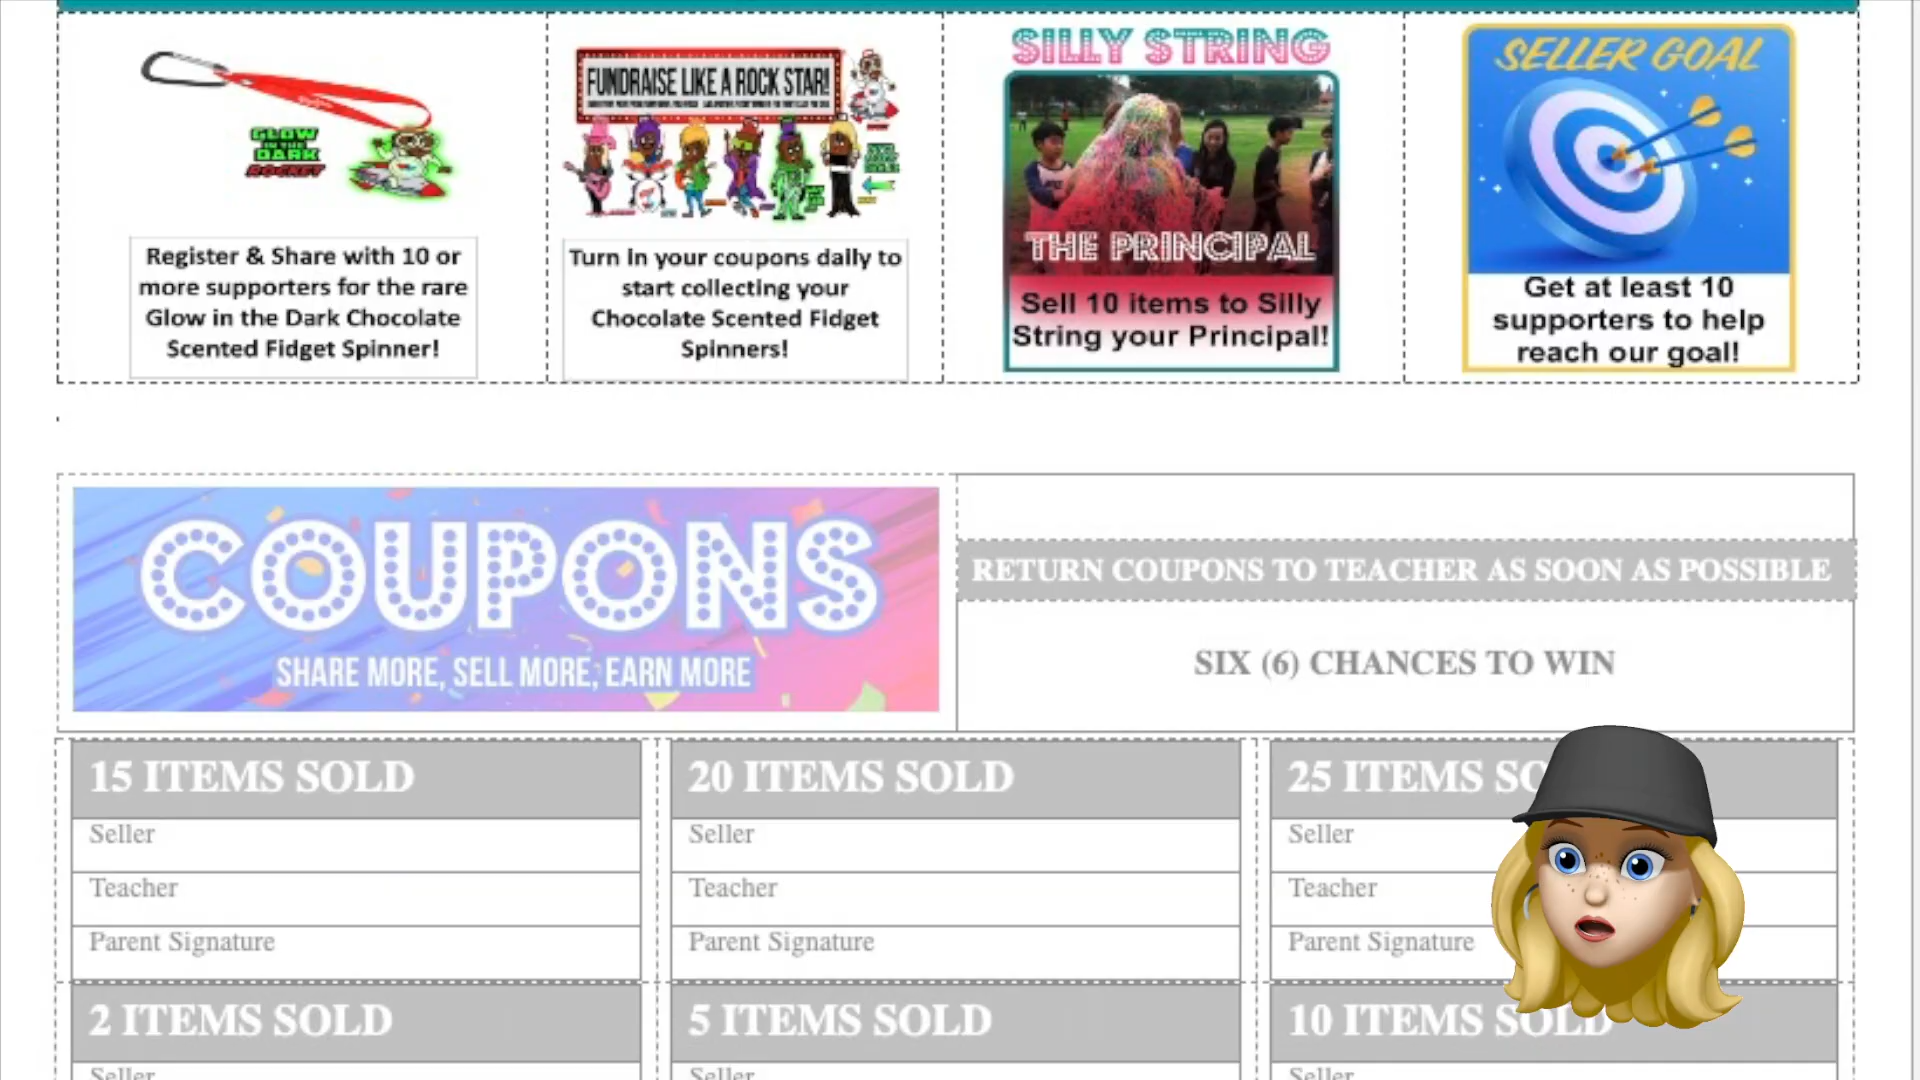 GLOW
IN THE
DARK
ROCKET
Register & Share with 10 or
more supporters for the rare
Glow in the Dark Chocolate
Scented Fidget Spinner!
FUNDRAISE LIKE A ROCK STAR!
Turn in your coupons daily to
start collecting your
Chocolate Scented Fidget
Spinners!
SILLY STRING
THE PRINCIPAL
Sell 10 items to Silly
String your Principal!
SELLER GOAL
Get at least 10
supporters to help
reach our goal!
COUPONS
SHARE MORE, SELL MORE, EARN MORE
RETURN COUPONS TO TEACHER AS SOON AS POSSIBLE
SIX (6) CHANCES TO WIN
15 ITEMS SOLD
Seller
Teacher
Parent Signature
20 ITEMS SOLD
Seller
Teacher
Parent Signature
25 ITEMS SO
Seller
Teacher
Parent Signature
2 ITEMS SOLD
Seller
5 ITEMS SOLD
Seller
10 ITEMS SOLD
Seller